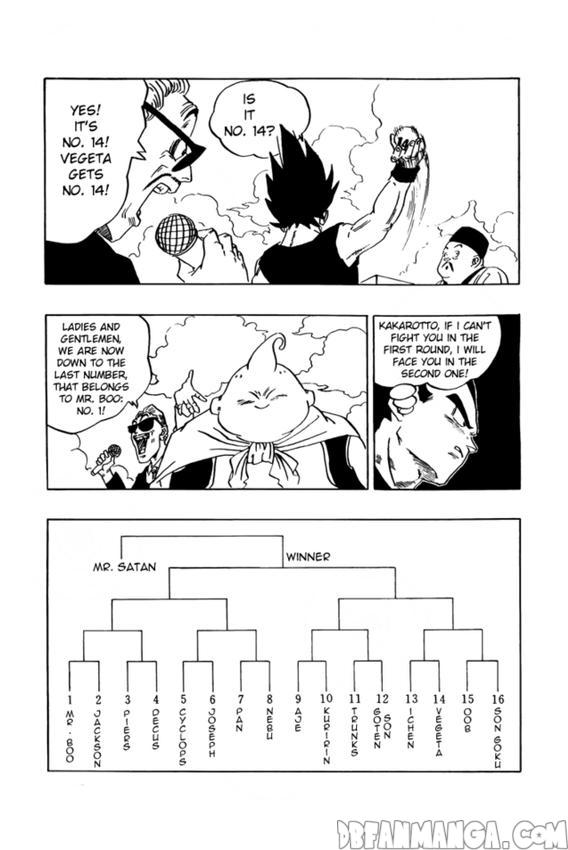 YES!
IT'S
NO. 14!
VEGETA
GETS
NO. 14!
IS
IT
NO. 14?
14
LADIES AND
GENTLEMEN,
WE ARE NOW
DOWN TO THE
LAST NUMBER,
THAT BELONGS
TO MR. BOO:
NO. 1!
KAKAROTTO, IF I CAN'T
FIGHT YOU IN THE
FIRST ROUND, I WILL
FACE YOU IN THE
SECOND ONE!
MR. SATAN
WINNER
1 MR. BOO
2 JACKSON
3 PIERS
4 DECUS
5 CYCLOPS
6 JOSEPH
7 PAN
8 NEBU
9 AJE
10 KURIRIN
11 TRUNKS
12 SON GOTEN
13 ICHEN
14 VEGETA
15 OOB
16 SON GOKU
DBFANMANGA.COM